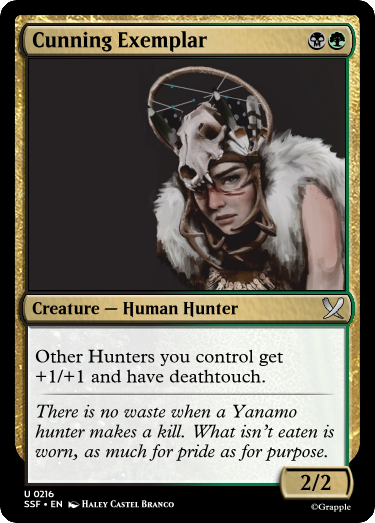 Cunning Exemplar
Creature — Human Hunter
Other Hunters you control get
+1/+1 and have deathtouch.
There is no waste when a Yanamo
hunter makes a kill. What isn't eaten is
worn, as much for pride as for purpose.
2/2
U 0216
SSF • EN HALEY CASTEL BRANCO
©Grapple